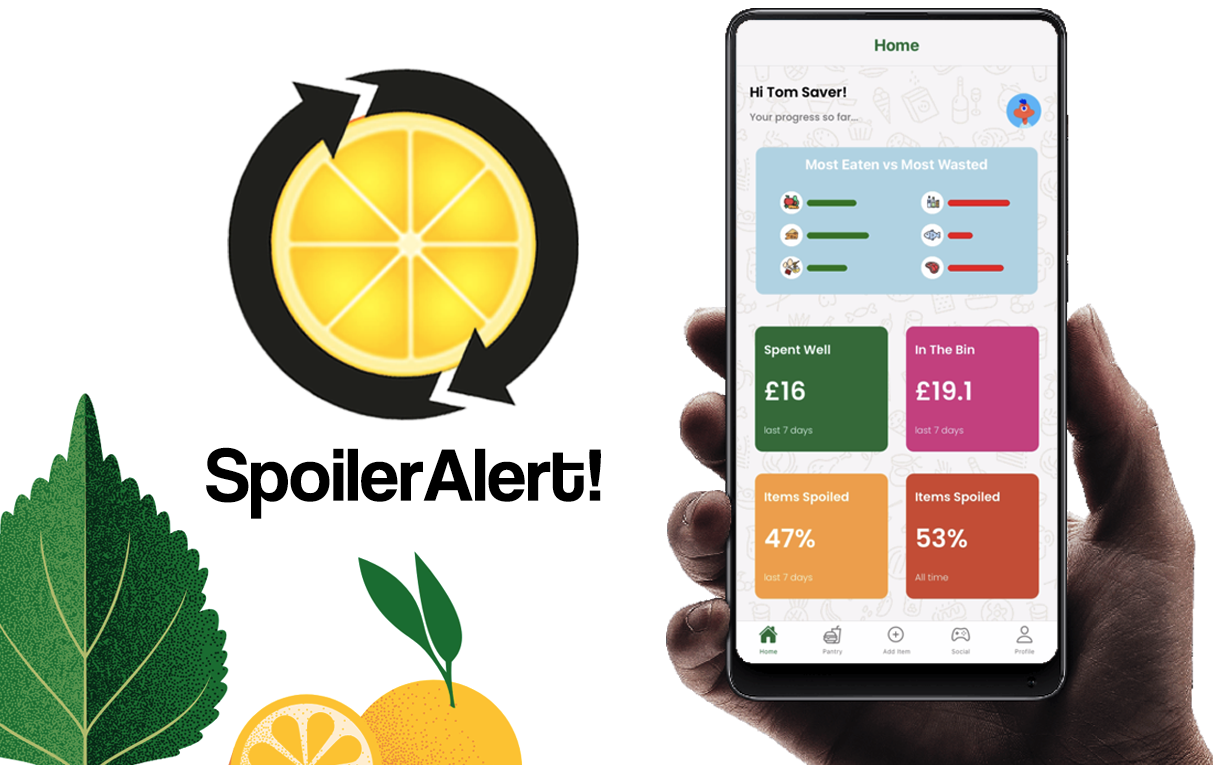 SpoilerAlert!
Home
Hi Tom Saver!
Your progress so far...
Most Eaten vs Most Wasted
Spent Well
£16
last 7 days
In The Bin
£19.1
last 7 days
Items Spoiled
47%
last 7 days
Items Spoiled
53%
All time
Home
Pantry
Add Item
Social
Profile